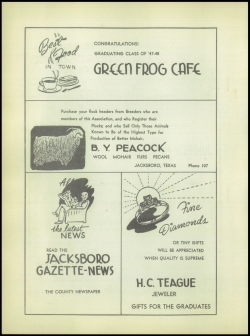 Best
Food
IN TOWN
CONGRATULATIONS!
GRADUATING CLASS OF '47-48
GREEN FROG CAFE
Purchase your flock headers from Breeders who are
members of this Association, and who Register their
Flocks; and who Sell Only Those Animals
Known to Be of the Highest Type for
Production of Better Mohair.
B. Y. PEACOCK
WOOL MOHAIR FURS PECANS
JACKSBORO, TEXAS Phone 107
All
the latest
NEWS
READ THE
JACKSBORO
GAZETTE-NEWS
THE COUNTY NEWSPAPER
Fine
Diamonds
OR TINY GIFTS
WILL BE APPRECIATED
WHEN QUALITY IS SUPREME
H. C. TEAGUE
JEWELER
GIFTS FOR THE GRADUATES